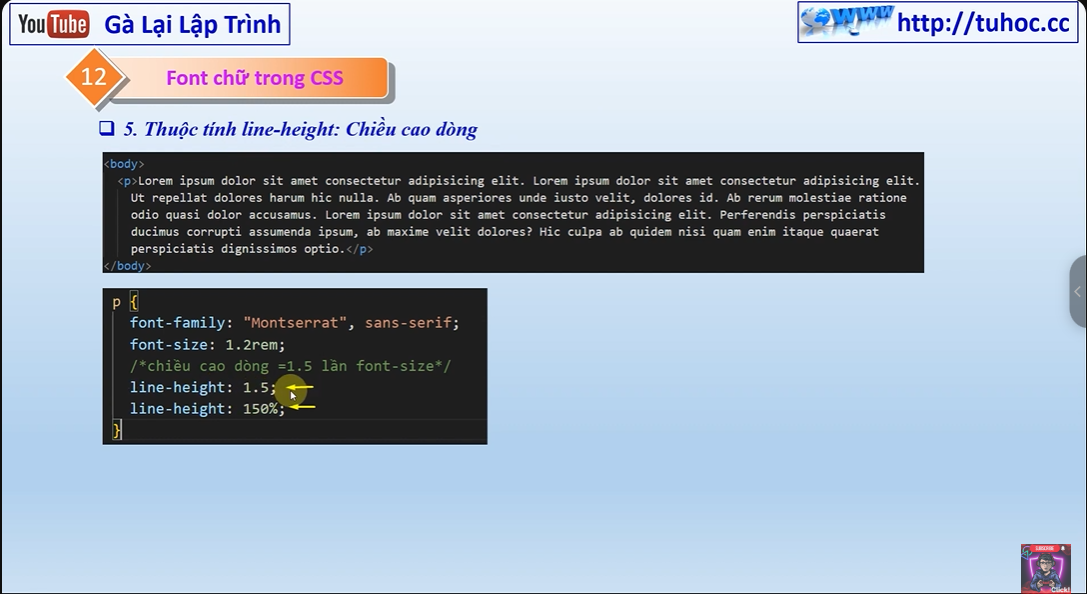 YouTube Gà Lại Lập Trình
WWW http://tuhoc.cc
12 Font chữ trong CSS
5. Thuộc tính line-height: Chiều cao dòng
<body>
<p>Lorem ipsum dolor sit amet consectetur adipisicing elit. Lorem ipsum dolor sit amet consectetur adipisicing elit.
Ut repellat dolores harum hic nulla. Ab quam asperiores unde iusto velit, dolores id. Ab rerum molestiae ratione
odio quasi dolor accusamus. Lorem ipsum dolor sit amet consectetur adipisicing elit. Perferendis perspiciatis
ducimus corrupti assumenda ipsum, ab maxime velit dolores? Hic culpa ab quidem nisi quam enim itaque quaerat
perspiciatis dignissimos optio.</p>
</body>
p {
font-family: "Montserrat", sans-serif;
font-size: 1.2rem;
/*chiều cao dòng =1.5 lần font-size*/
line-height: 1.5;
line-height: 150%;
}
SUBSCRIBE